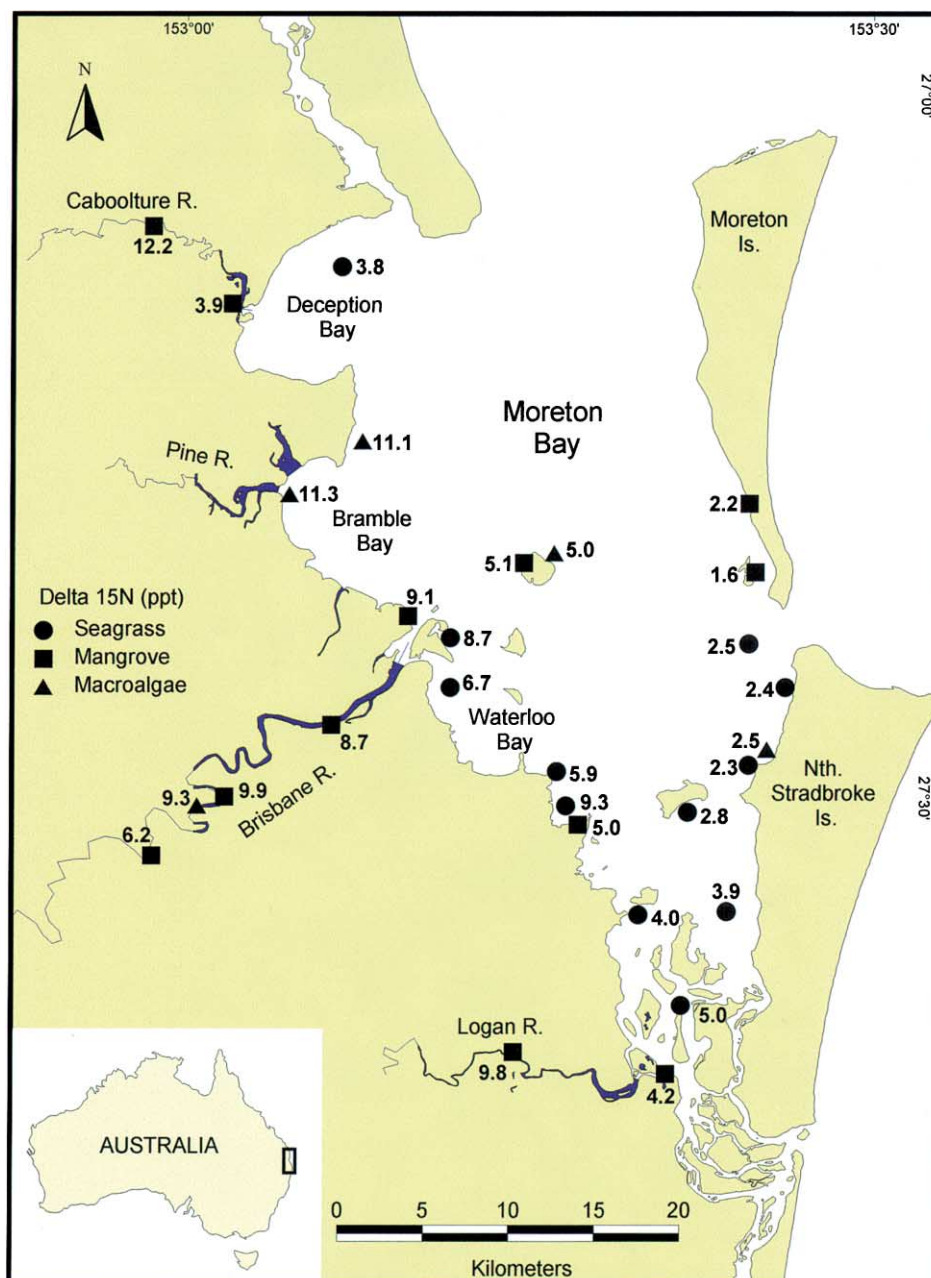 153°00'
153°30'
27°00'
N
Caboolture R.
12.2
Moreton
Is.
3.8
3.9
Deception
Bay
Moreton
Bay
11.1
Pine R.
11.3
Bramble
Bay
2.2
5.1
5.0
1.6
Delta 15N (ppt)
Seagrass
Mangrove
Macroalgae
9.1
8.7
2.5
6.7
2.4
Waterloo
Bay
8.7
2.5
2.3
5.9
Nth.
Stradbroke
Is.
27°30'
9.3
9.9
Brisbane R.
9.3
5.0
2.8
6.2
4.0
3.9
5.0
Logan R.
9.8
4.2
AUSTRALIA
0 5 10 15 20
Kilometers